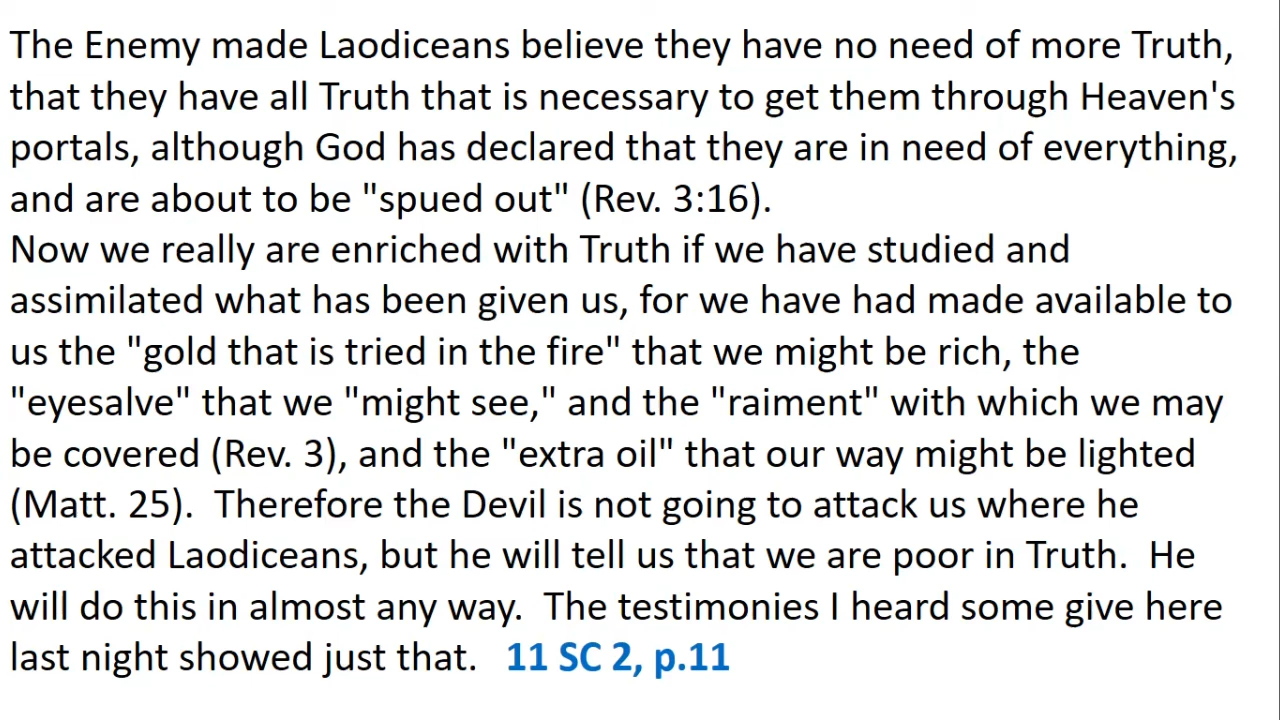 The Enemy made Laodiceans believe they have no need of more Truth,
that they have all Truth that is necessary to get them through Heaven's
portals, although God has declared that they are in need of everything,
and are about to be "spued out" (Rev. 3:16).
Now we really are enriched with Truth if we have studied and
assimilated what has been given us, for we have had made available to
us the "gold that is tried in the fire" that we might be rich, the
"eyesalve" that we "might see," and the "raiment" with which we may
be covered (Rev. 3), and the "extra oil" that our way might be lighted
(Matt. 25).  Therefore the Devil is not going to attack us where he
attacked Laodiceans, but he will tell us that we are poor in Truth.  He
will do this in almost any way.  The testimonies I heard some give here
last night showed just that.   11 SC 2, p.11